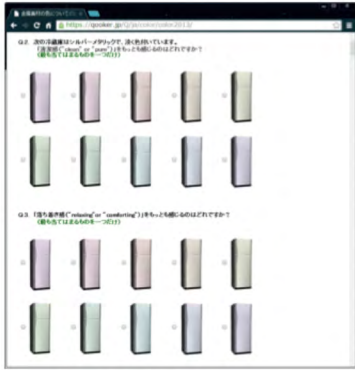 https://questant.jp/q/
Q.2. 次の冷蔵庫はシルバーメタリックで、淡く色付いています。
「清潔感("clean" or "pure")」をもっとも感じるのはどれですか?
(最も当てはまるものを一つだけ)
Q.3. 「落ち着き感("relaxing" or "comforting")」をもっとも感じるのはどれですか?
(最も当てはまるものを一つだけ)